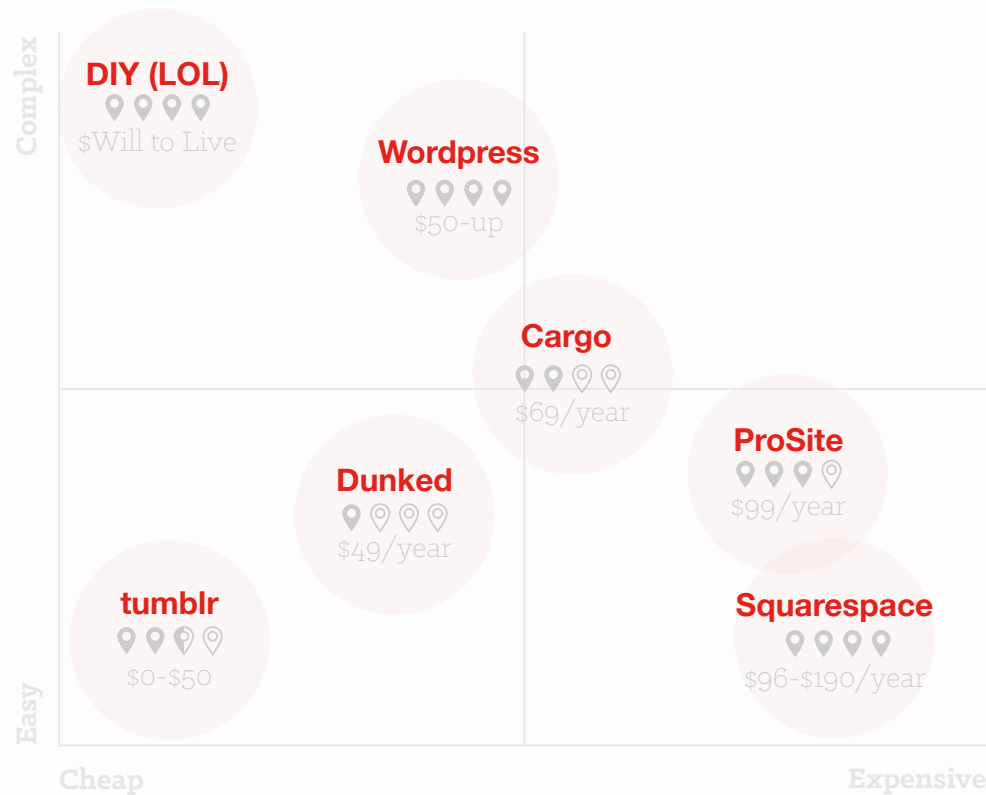 Complex
DIY (LOL)
$Will to Live
Wordpress
$50-up
Cargo
$69/year
ProSite
$99/year
Dunked
$49/year
tumblr
$0-$50
Squarespace
$96-$190/year
Easy
Cheap
Expensive